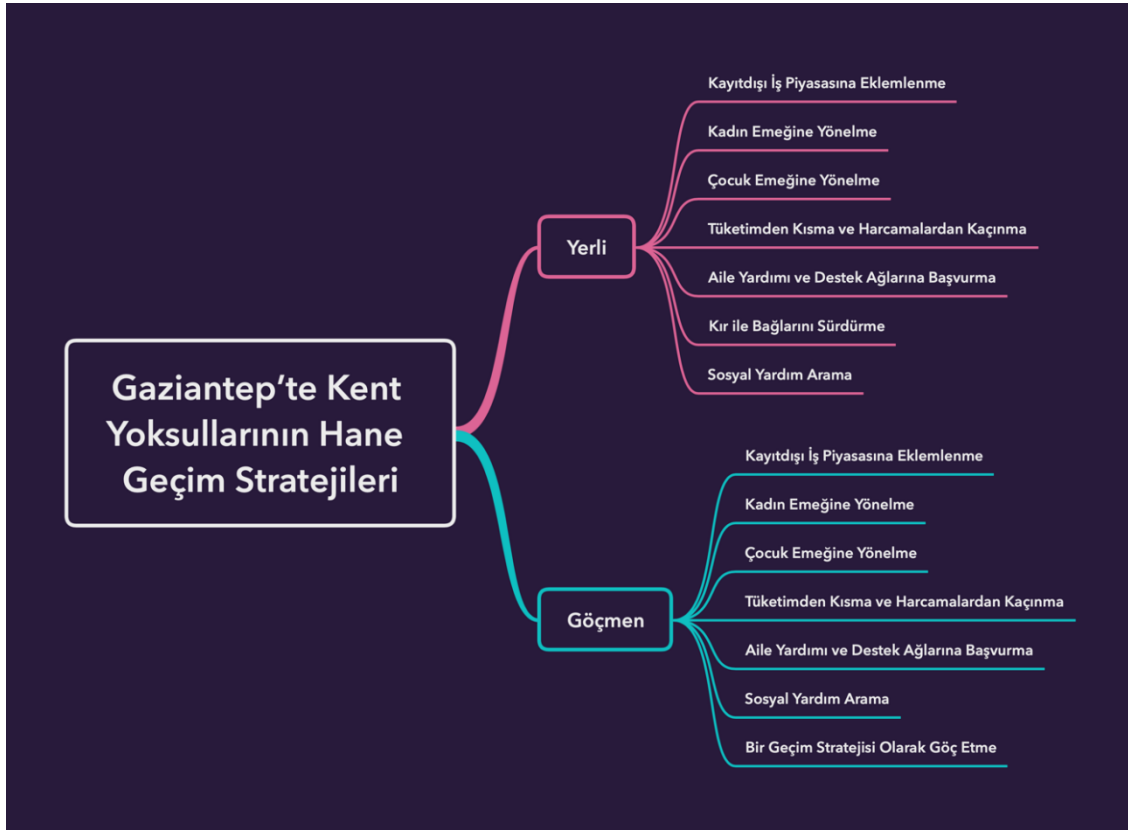 Gaziantep’te Kent
Yoksullarının Hane
Geçim Stratejileri
Yerli
Kayıtdışı İş Piyasasına Eklemlenme
Kadın Emeğine Yönelme
Çocuk Emeğine Yönelme
Tüketimden Kısma ve Harcamalardan Kaçınma
Aile Yardımı ve Destek Ağlarına Başvurma
Kır ile Bağlarını Sürdürme
Sosyal Yardım Arama
Göçmen
Kayıtdışı İş Piyasasına Eklemlenme
Kadın Emeğine Yönelme
Çocuk Emeğine Yönelme
Tüketimden Kısma ve Harcamalardan Kaçınma
Aile Yardımı ve Destek Ağlarına Başvurma
Sosyal Yardım Arama
Bir Geçim Stratejisi Olarak Göç Etme